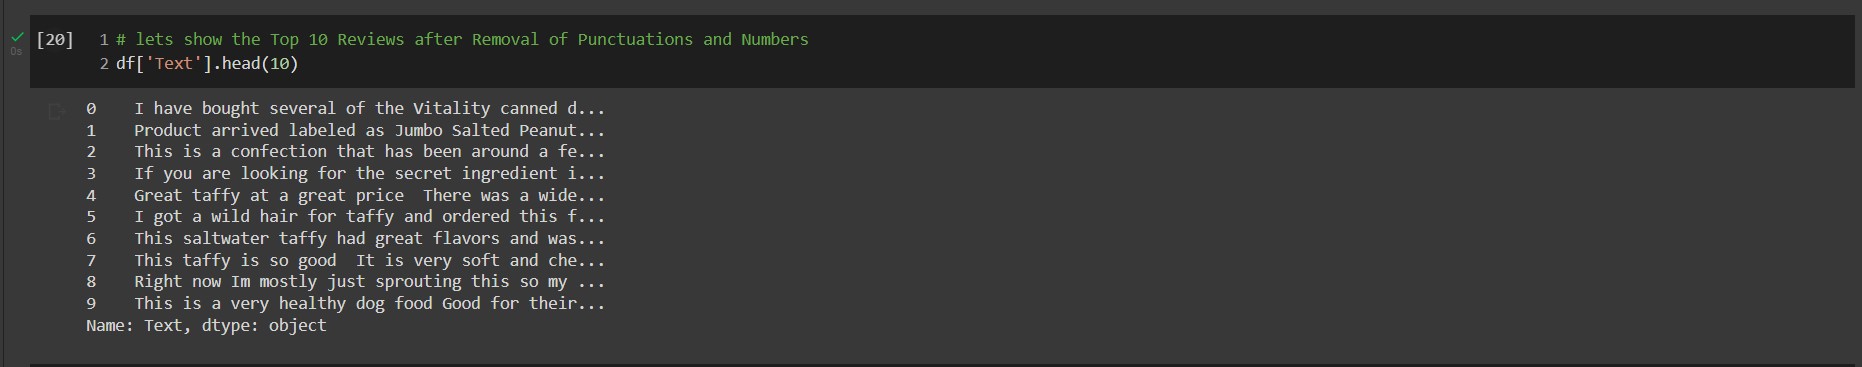 [20] 1 # lets show the Top 10 Reviews after Removal of Punctuations and Numbers
0s 2 df['Text'].head(10)
0    I have bought several of the Vitality canned d...
1    Product arrived labeled as Jumbo Salted Peanut...
2    This is a confection that has been around a fe...
3    If you are looking for the secret ingredient i...
4    Great taffy at a great price  There was a wide...
5    I got a wild hair for taffy and ordered this f...
6    This saltwater taffy had great flavors and was...
7    This taffy is so good  It is very soft and che...
8    Right now Im mostly just sprouting this so my ...
9    This is a very healthy dog food Good for their...
Name: Text, dtype: object